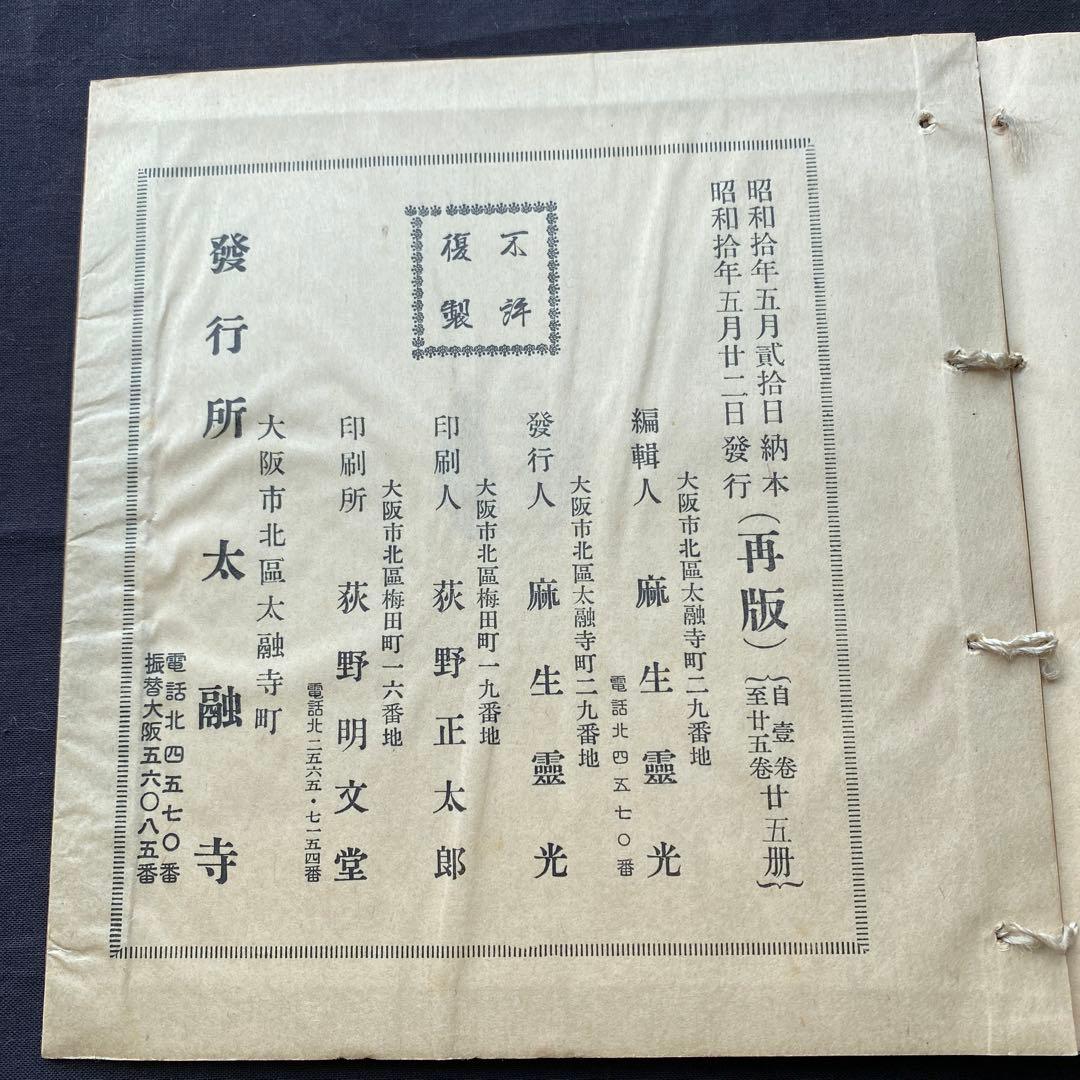 昭和拾年五月貳拾日納本
昭和拾年五月廿二日發行
（再版）
自壹卷
至廿五卷
廿五册
不許
復製
大阪市北區太融寺町二九番地
編輯人 麻生靈光
電話北四五七〇番
大阪市北區太融寺町二九番地
發行人 麻生靈光
大阪市北區梅田町一九番地
印刷人 荻野正太郎
大阪市北區梅田町一六番地
印刷所 荻野明文堂
電話北二五六五・七一五四番
大阪市北區太融寺町
發行所 太融寺
電話北四五七〇番
振替大阪五六〇八五番